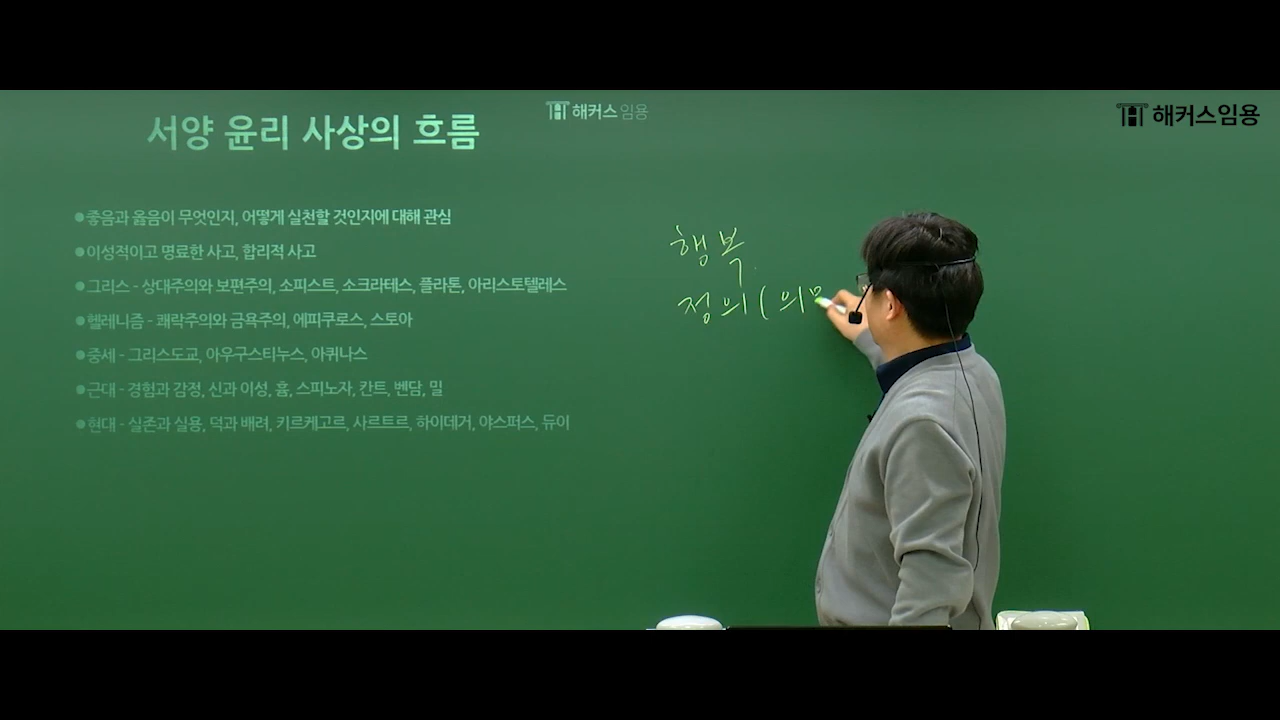 서양 윤리 사상의 흐름
해커스임용
해커스임용
●좋음과 옳음이 무엇인지, 어떻게 실천할 것인지에 대해 관심
●이성적이고 명료한 사고, 합리적 사고
●그리스 - 상대주의와 보편주의, 소피스트, 소크라테스, 플라톤, 아리스토텔레스
●헬레니즘 - 쾌락주의와 금욕주의, 에피쿠로스, 스토아
●중세 - 그리스도교, 아우구스티누스, 아퀴나스
●근대 - 경험과 감정, 신과 이성, 흄, 스피노자, 칸트, 벤담, 밀
●현대 - 실존과 실용, 덕과 배려, 키르케고르, 사르트르, 하이데거, 야스퍼스, 듀이
행복
정의 (